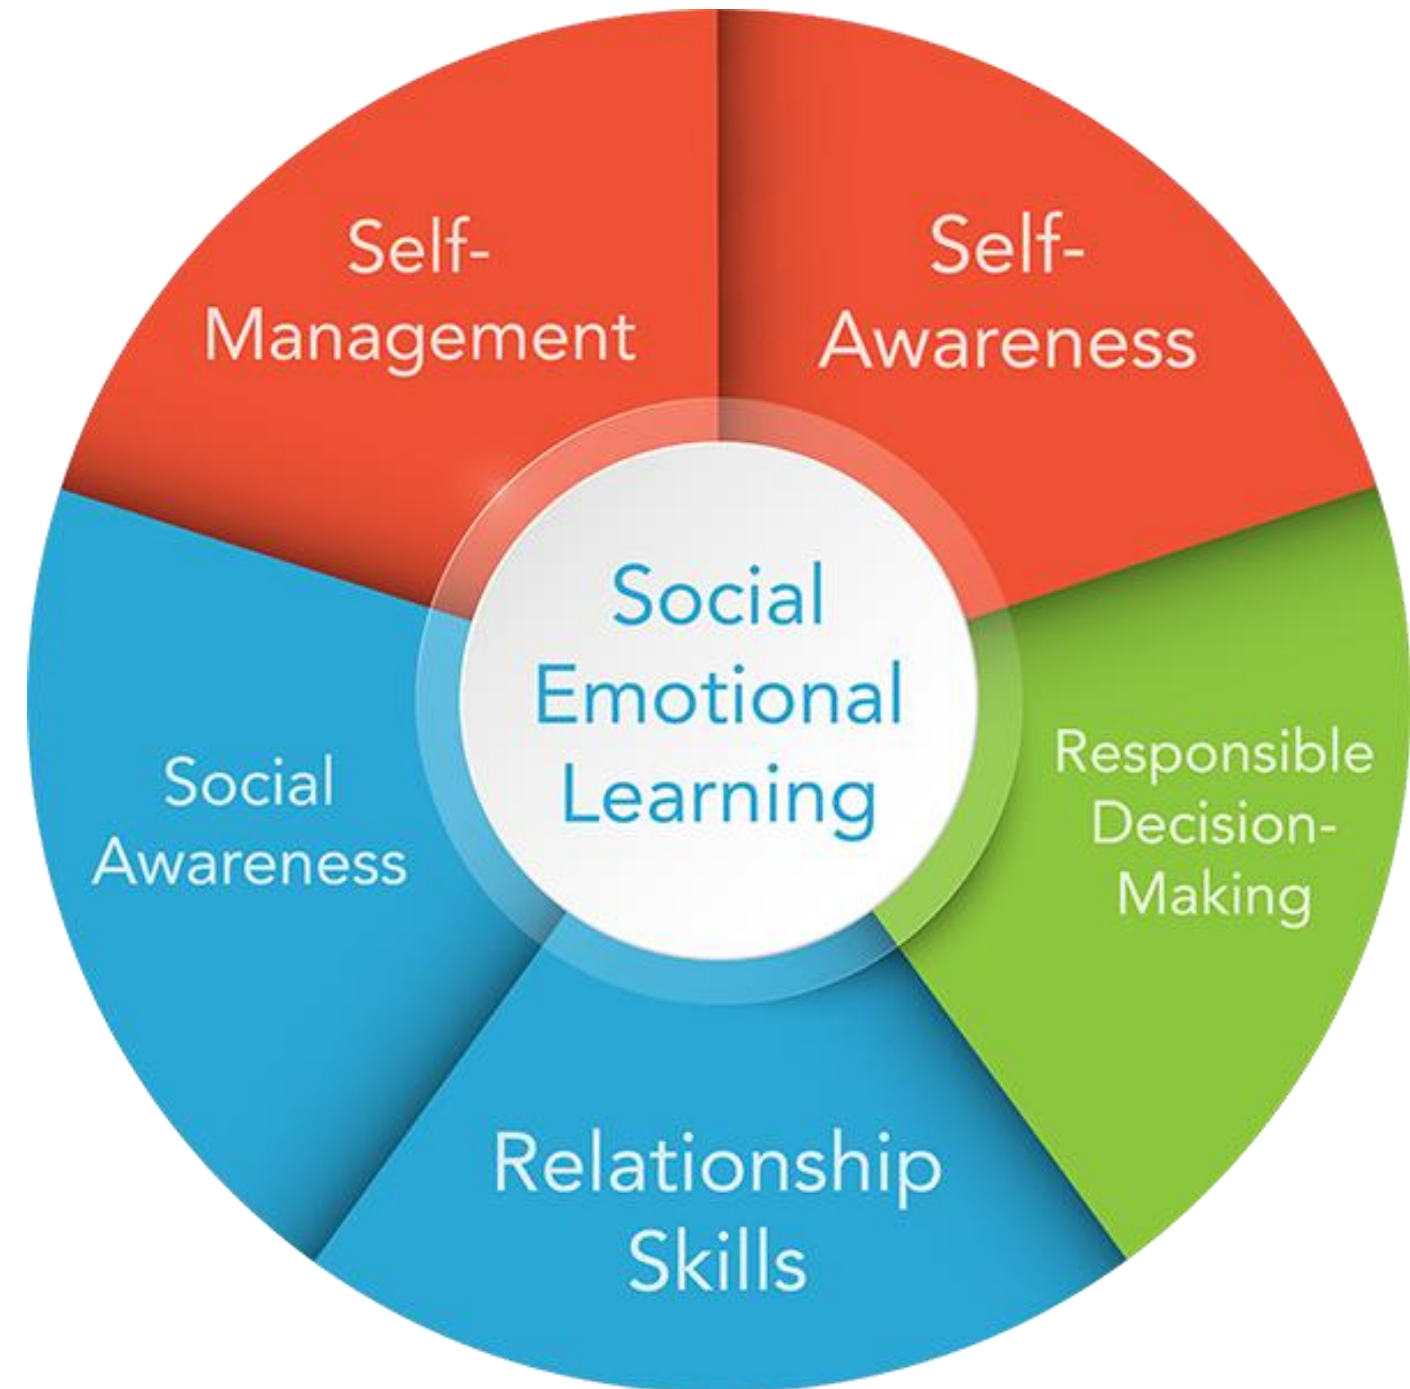 Self-
Management
Self-
Awareness
Social
Emotional
Learning
Responsible
Decision-
Making
Social
Awareness
Relationship
Skills